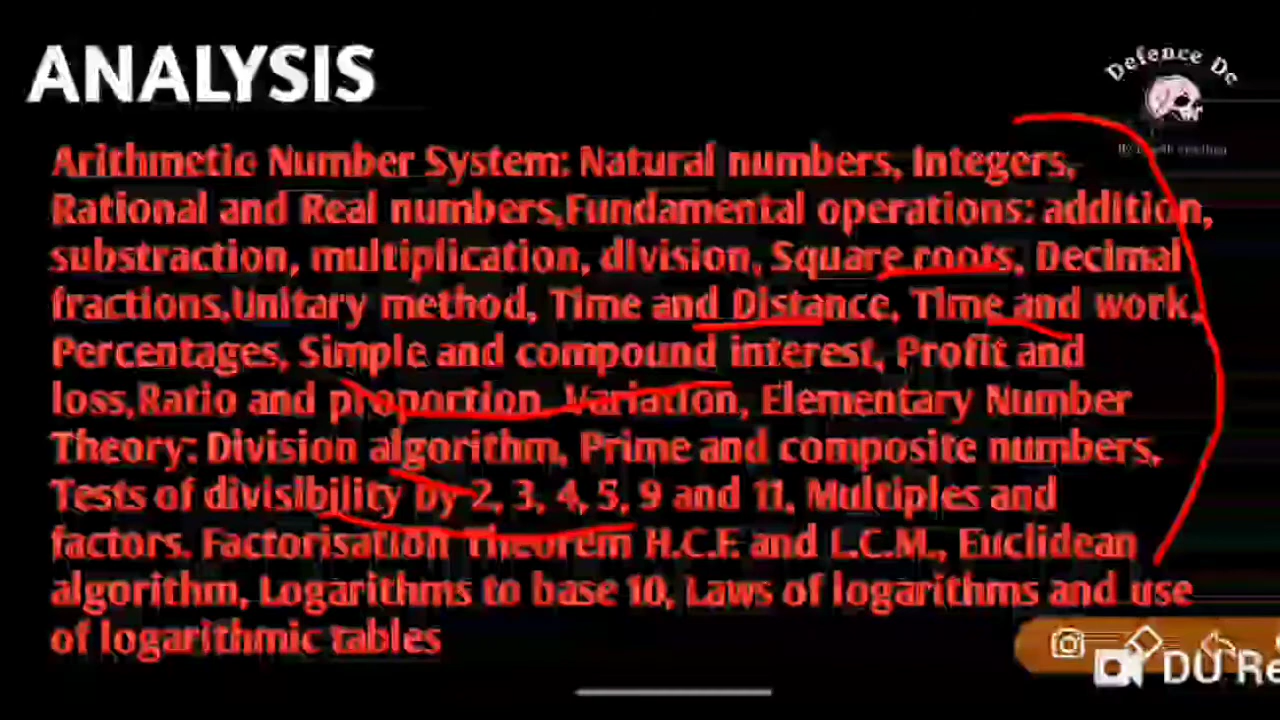 ANALYSIS
Defence De
Arithmetic Number System: Natural numbers, Integers,
Rational and Real numbers,Fundamental operations: addition,
substraction, multiplication, division, Square roots, Decimal
fractions,Unitary method, Time and Distance, Time and work,
Percentages, Simple and compound interest, Profit and
loss,Ratio and proportion, Variation, Elementary Number
Theory: Division algorithm, Prime and composite numbers,
Tests of divisibility by 2, 3, 4, 5, 9 and 11, Multiples and
factors. Factorisation Theorem H.C.F. and L.C.M., Euclidean
algorithm, Logarithms to base 10, Laws of logarithms and use
of logarithmic tables
DU Re